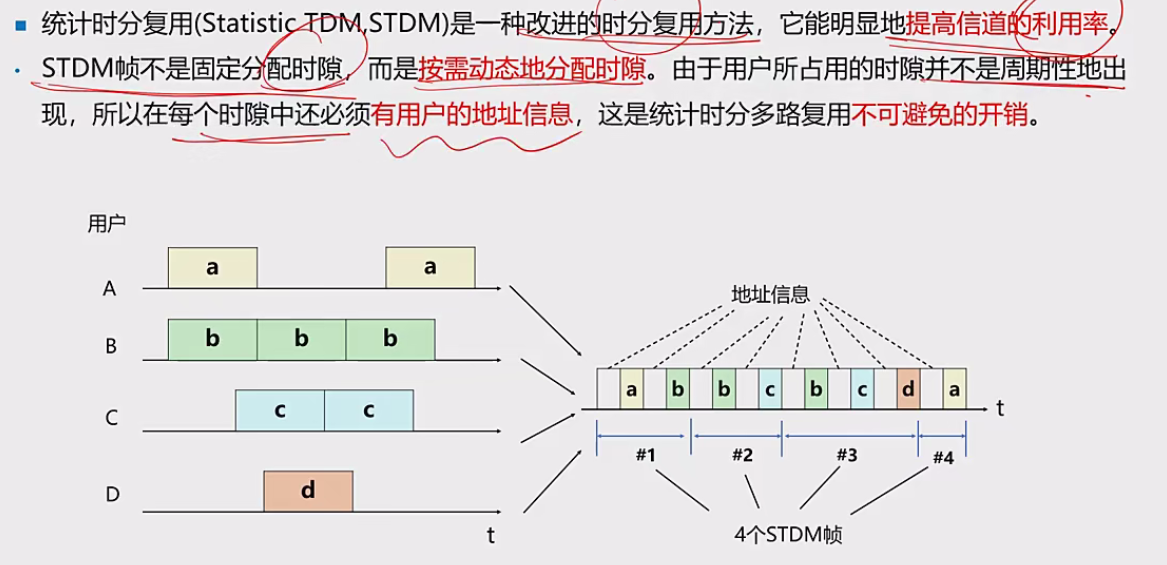 统计时分复用(Statistic TDM,STDM)是一种改进的时分复用方法，它能明显地提高信道的利用率。
STDM帧不是固定分配时隙，而是按需动态地分配时隙。由于用户所占用的时隙并不是周期性地出
现，所以在每个时隙中还必须有用户的地址信息，这是统计时分多路复用不可避免的开销。
用户
A a a
B b b b
C c c
D d
t
地址信息
a b b c b c d a
t
#1 #2 #3 #4
4个STDM帧